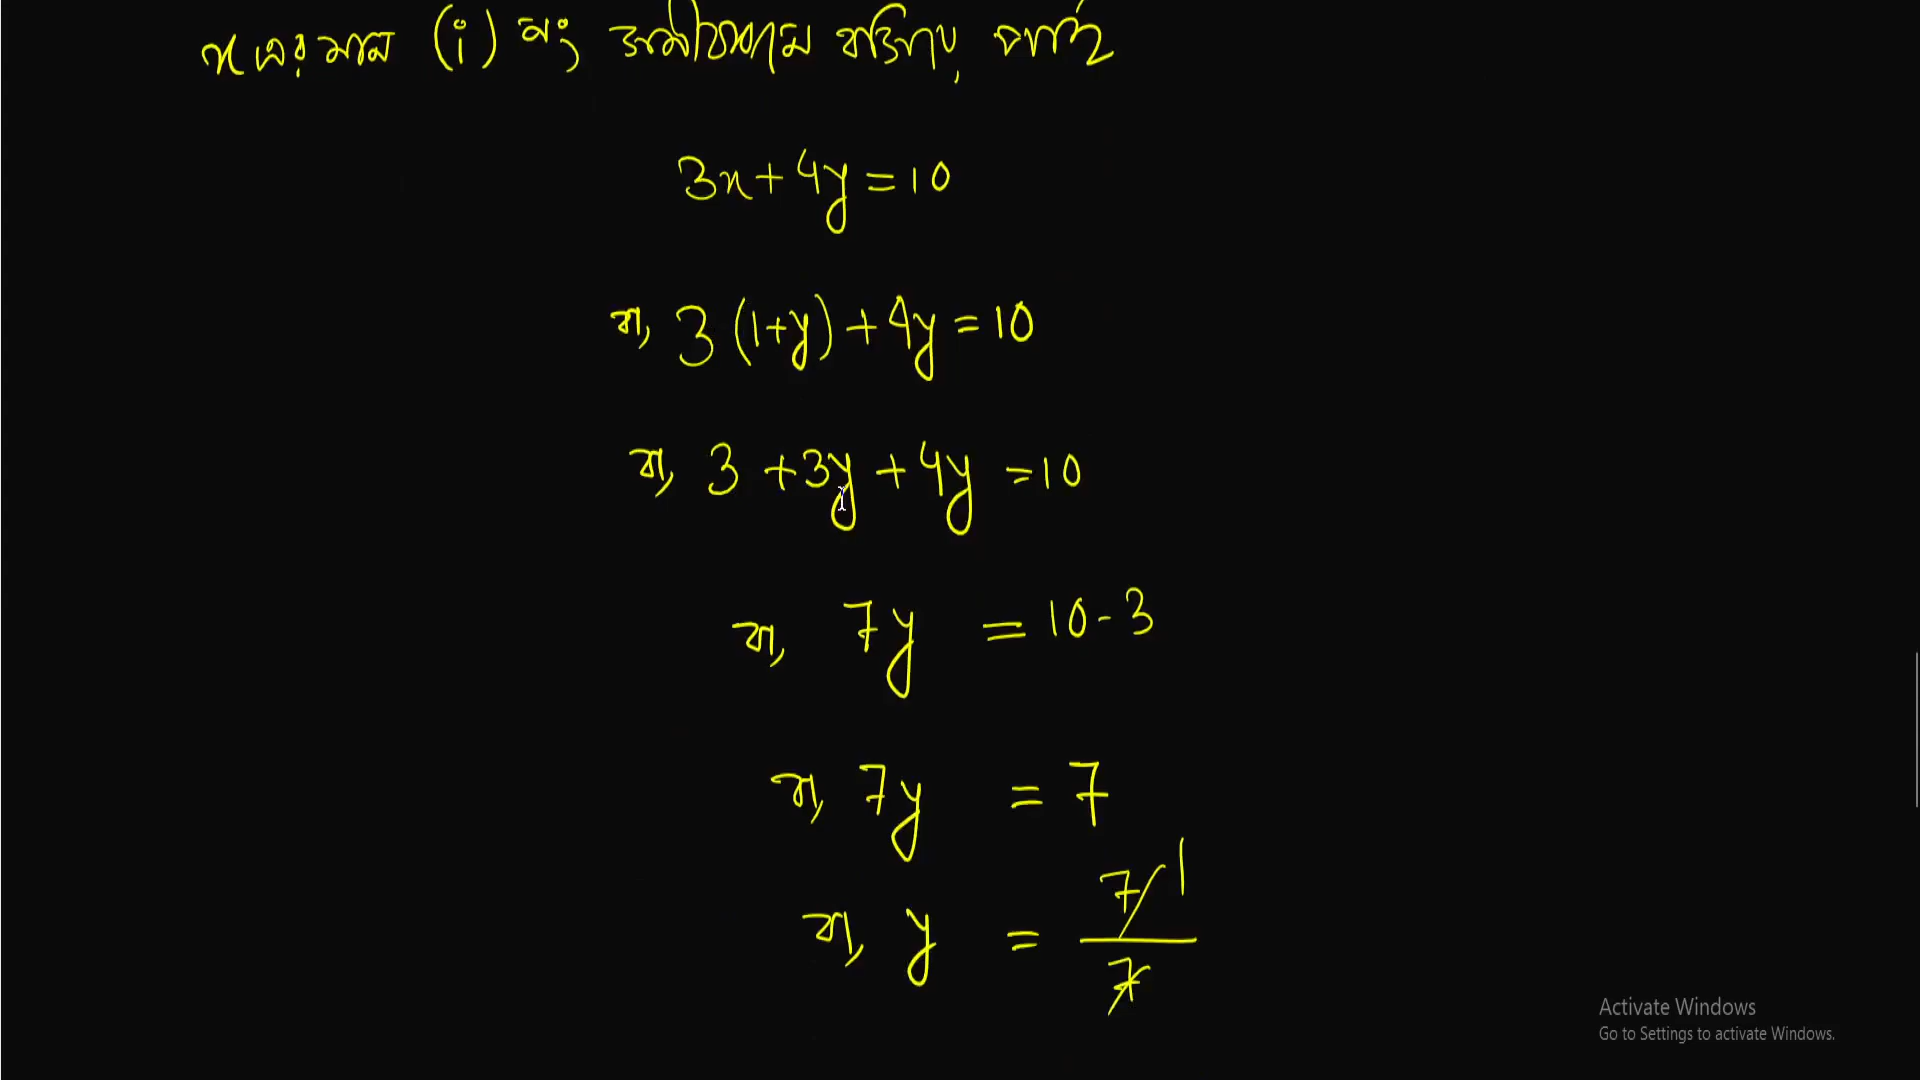 x এর মান (i) নং সমীকরণে বসিয়ে পাই
3x+4y=10
বা, 3(1+y)+4y=10
বা, 3+3y+4y=10
বা, 7y=10-3
বা, 7y=7
বা, y=7/7 1
Activate Windows
Go to Settings to activate Windows.